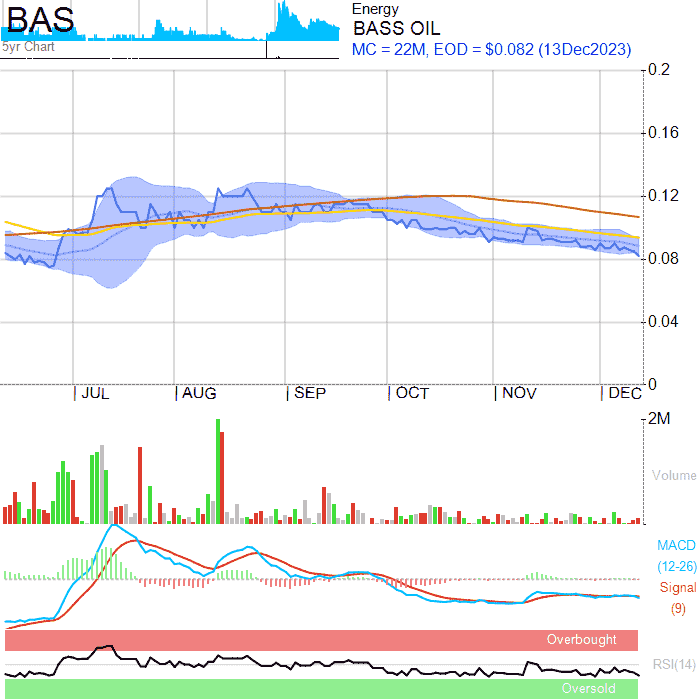 BAS
5yr Chart
Energy
BASS OIL
MC = 22M, EOD = $0.082 (13Dec2023)
0.2
0.16
0.12
0.08
0.04
0
JUL AUG SEP OCT NOV DEC
2M
Volume
MACD
(12-26)
Signal
(9)
Overbought
RSI(14)
Oversold